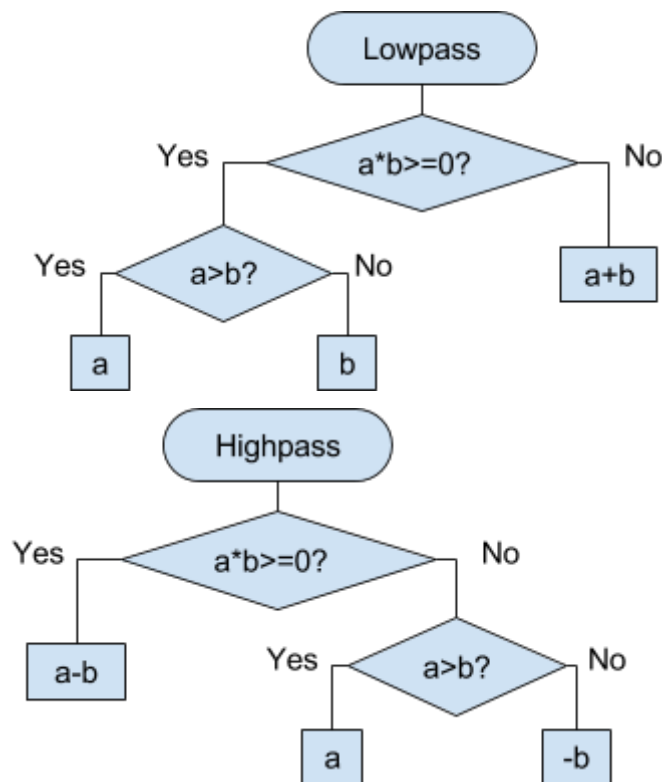 Lowpass
Yes
a*b>=0?
No
Yes
a>b?
No
a+b
a
b
Highpass
Yes
a*b>=0?
No
a-b
Yes
a>b?
No
a
-b